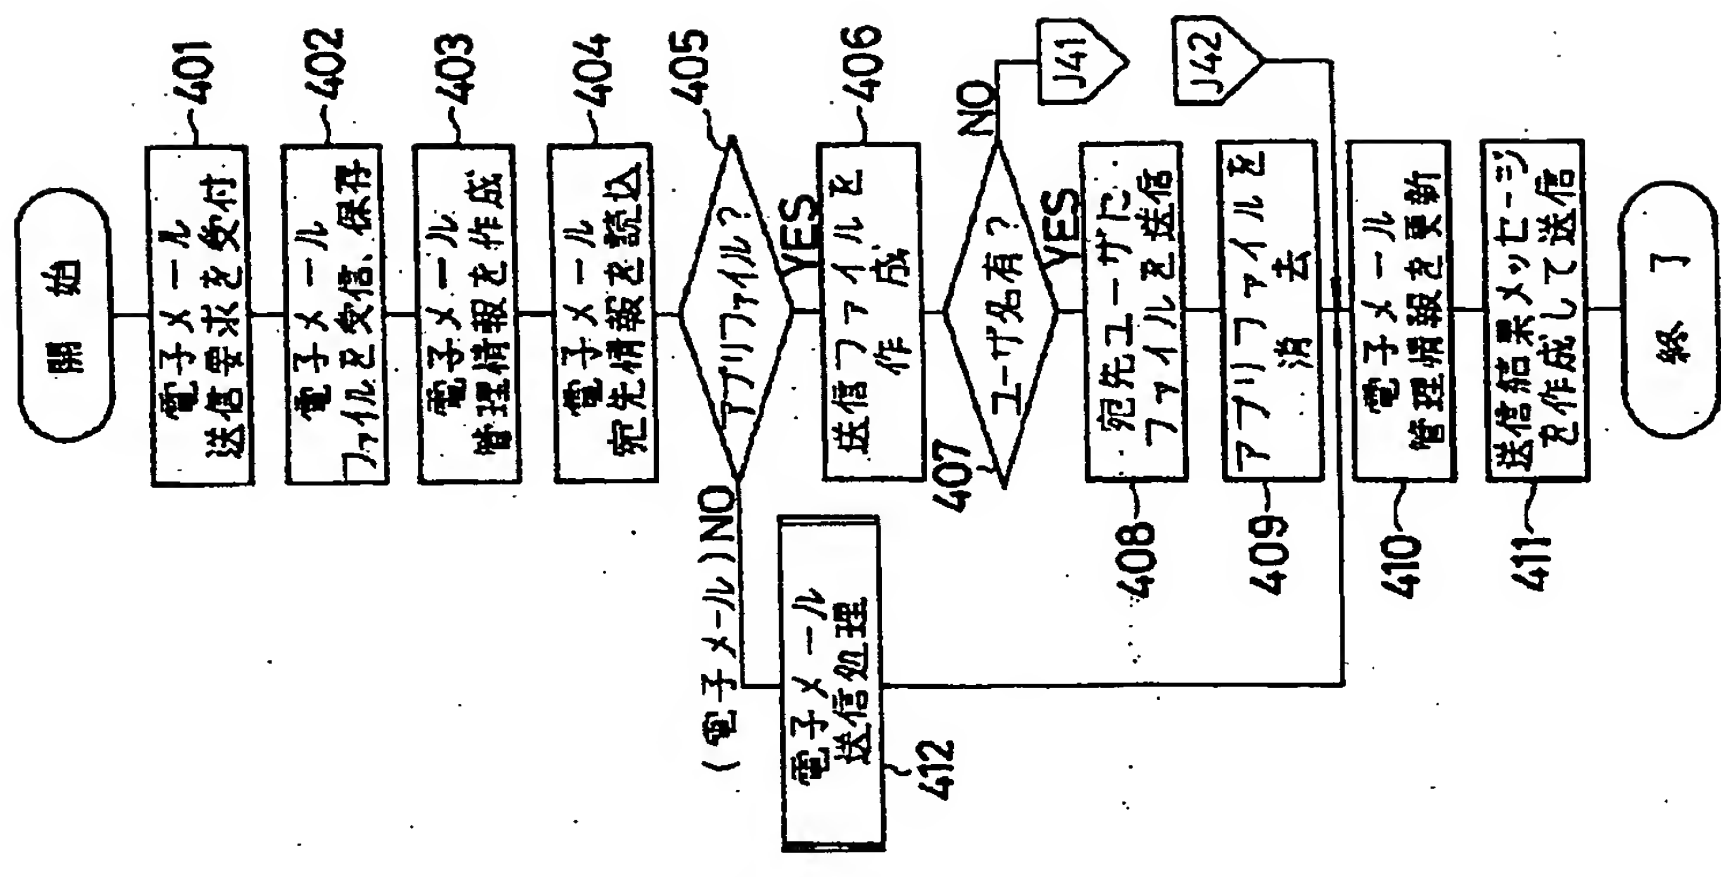 開始
401
電子メール
送信要求を受付
402
電子メール
ファイルを受信、保存
403
電子メール
管理情報を作成
404
電子メール
宛先情報を読込
405
アプリファイル?
YES
(電子メール)NO
406
送信ファイルを
作成
407
ユーザ名有?
NO
YES
J41
408
宛先ユーザに
ファイルを送信
409
アプリファイルを
消去
J42
410
電子メール
管理情報を更新
411
送信結果メッセージ
を作成して送信
412
電子メール
送信処理
終了